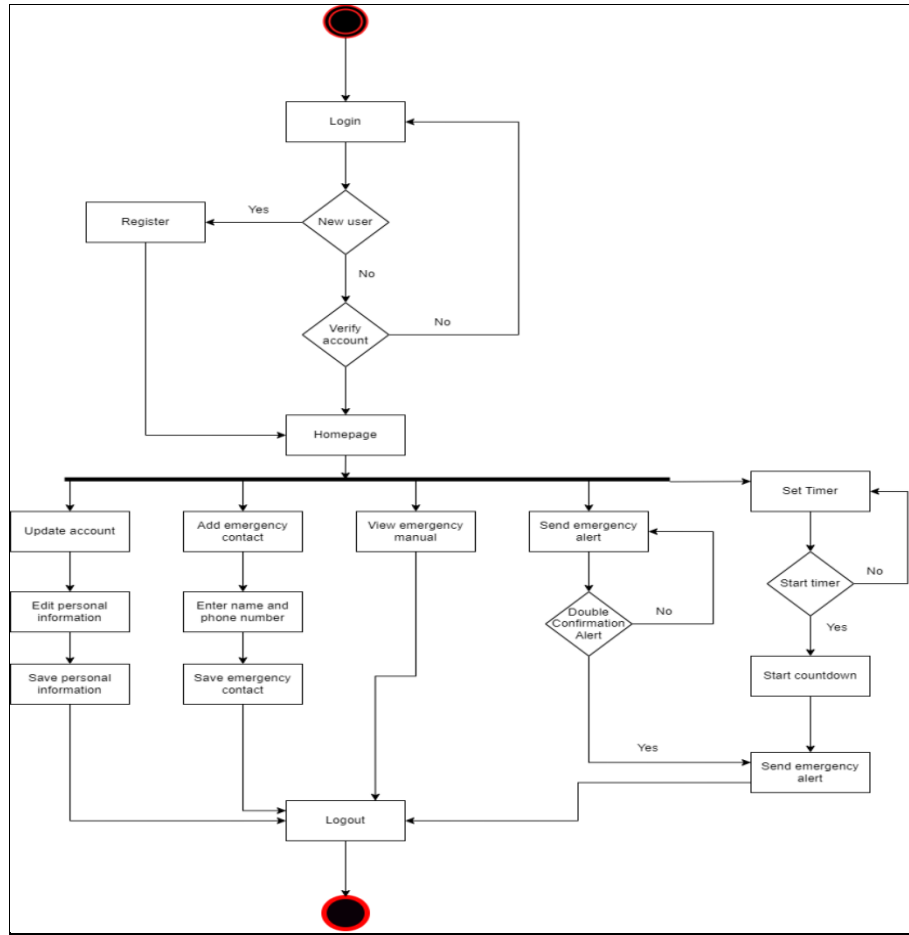 Login
New user
Yes
Register
No
Verify
account
No
Homepage
Set Timer
Update account
Add emergency
contact
View emergency
manual
Send emergency
alert
No
Start timer
Edit personal
information
Enter name and
phone number
Double
Confirmation
Alert
No
Yes
Save personal
information
Save emergency
contact
Start countdown
Yes
Send emergency
alert
Logout